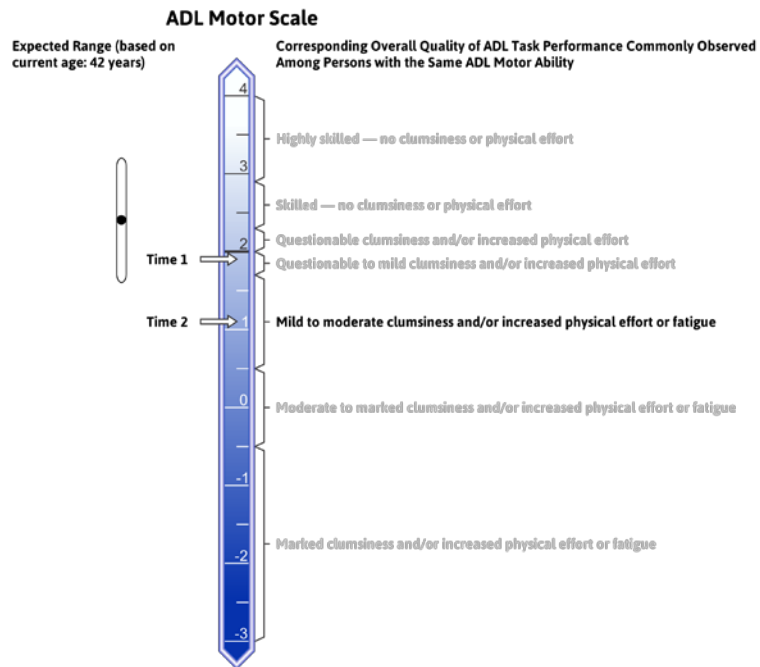 ADL Motor Scale
Expected Range (based on
current age: 42 years)
Corresponding Overall Quality of ADL Task Performance Commonly Observed
Among Persons with the Same ADL Motor Ability
4
Highly skilled — no clumsiness or physical effort
3
Skilled — no clumsiness or physical effort
2
Questionable clumsiness and/or increased physical effort
Time 1
Questionable to mild clumsiness and/or increased physical effort
Time 2
1
Mild to moderate clumsiness and/or increased physical effort or fatigue
0
Moderate to marked clumsiness and/or increased physical effort or fatigue
-1
Marked clumsiness and/or increased physical effort or fatigue
-2
-3